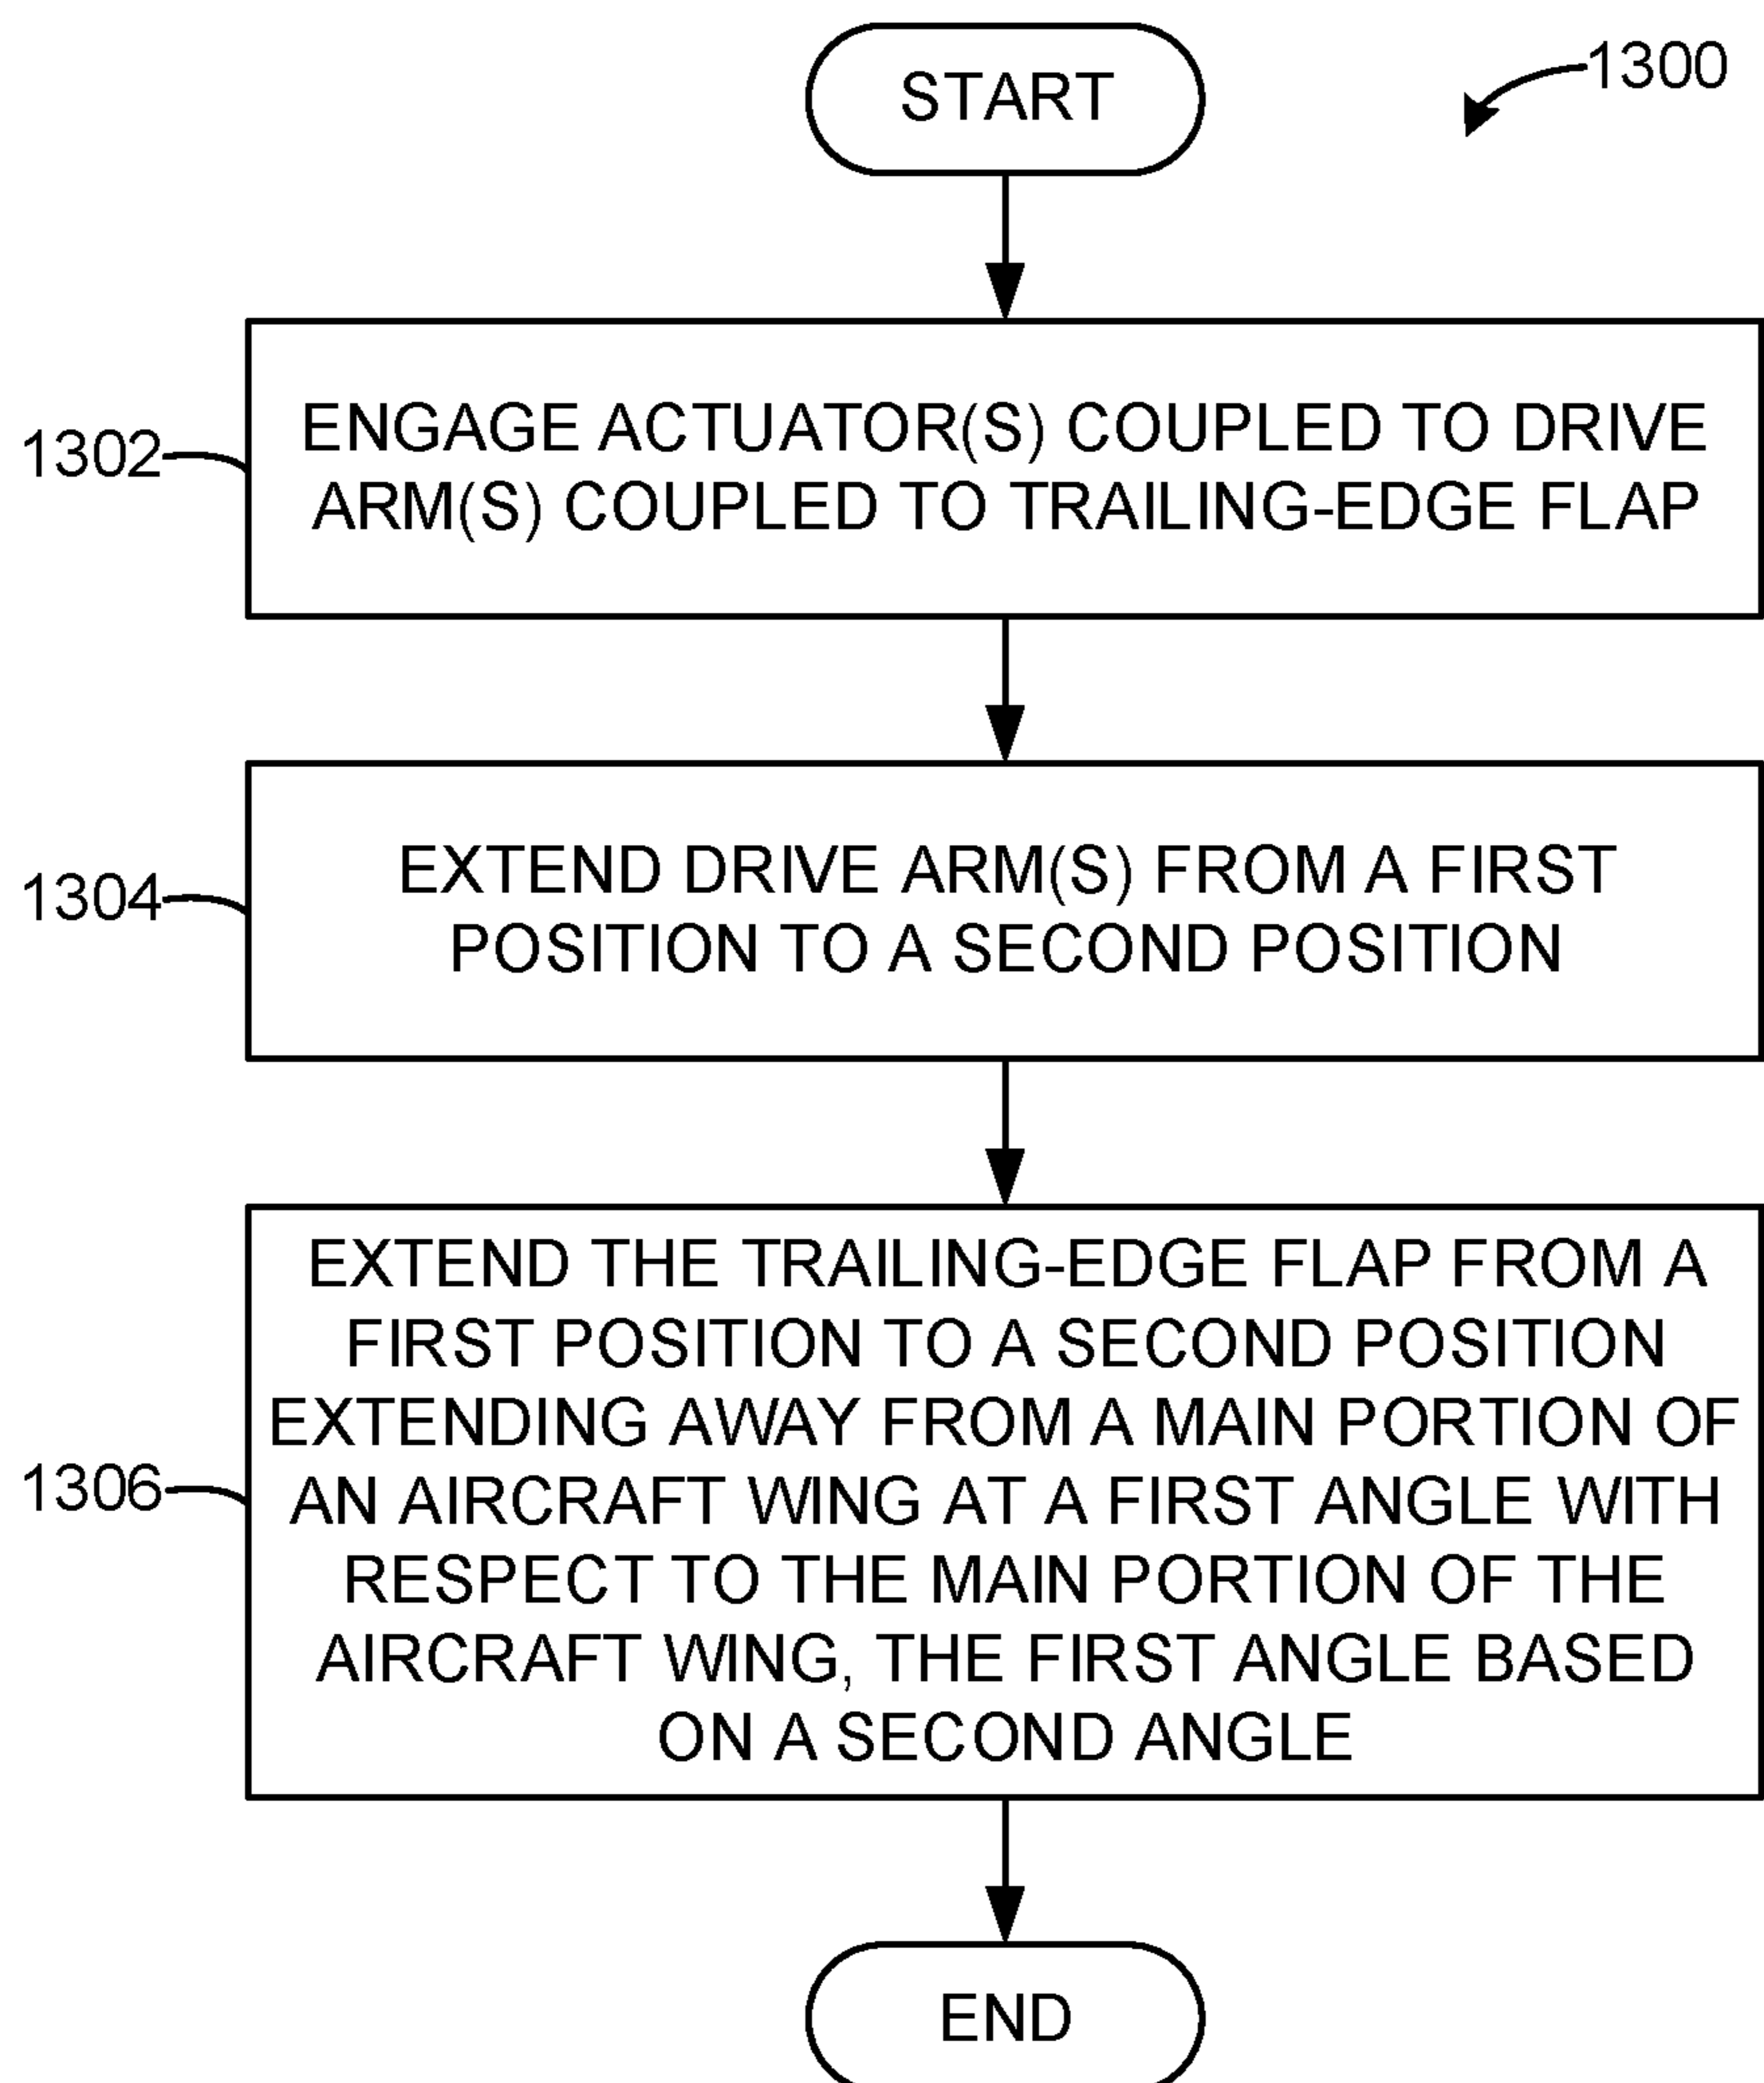 START
1300
1302
ENGAGE ACTUATOR(S) COUPLED TO DRIVE
ARM(S) COUPLED TO TRAILING-EDGE FLAP
1304
EXTEND DRIVE ARM(S) FROM A FIRST
POSITION TO A SECOND POSITION
1306
EXTEND THE TRAILING-EDGE FLAP FROM A
FIRST POSITION TO A SECOND POSITION
EXTENDING AWAY FROM A MAIN PORTION OF
AN AIRCRAFT WING AT A FIRST ANGLE WITH
RESPECT TO THE MAIN PORTION OF THE
AIRCRAFT WING, THE FIRST ANGLE BASED
ON A SECOND ANGLE
END